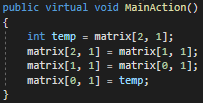 public virtual void MainAction()
{
int temp = matrix[2, 1];
matrix[2, 1] = matrix[1, 1];
matrix[1, 1] = matrix[0, 1];
matrix[0, 1] = temp;
}